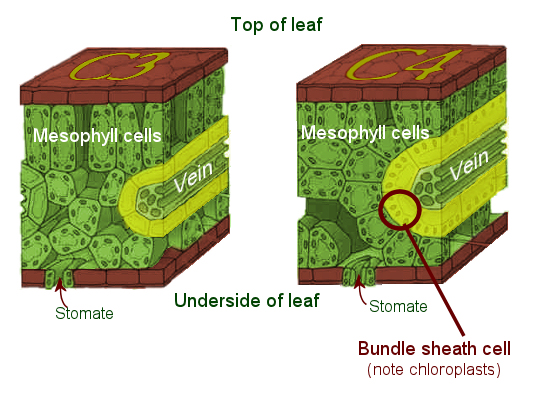 Top of leaf
C3
C4
Mesophyll cells
Mesophyll cells
Vein
Vein
Underside of leaf
Stomate
Stomate
Bundle sheath cell
(note chloroplasts)